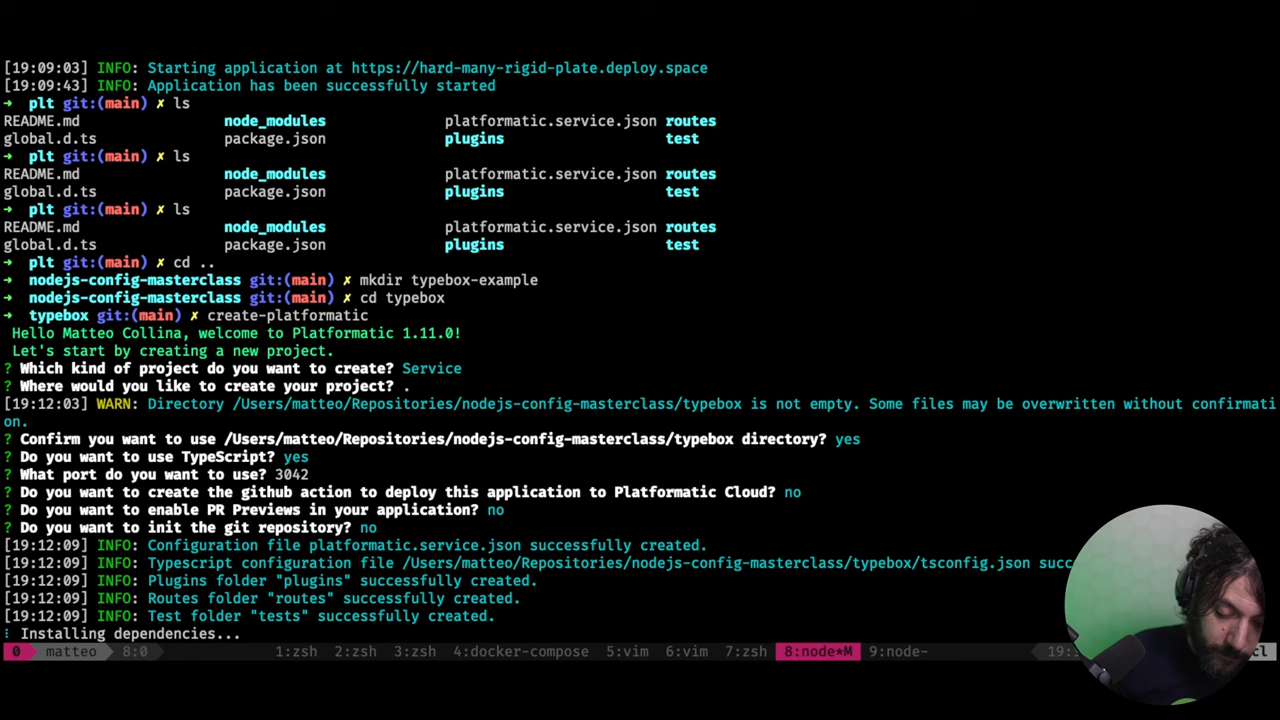 [19:09:03] INFO: Starting application at https://hard-many-rigid-plate.deploy.space
[19:09:43] INFO: Application has been successfully started
➜ plt git:(main) ✗ ls
README.md node_modules platformatic.service.json routes
global.d.ts package.json plugins test
➜ plt git:(main) ✗ ls
README.md node_modules platformatic.service.json routes
global.d.ts package.json plugins test
➜ plt git:(main) ✗ ls
README.md node_modules platformatic.service.json routes
global.d.ts package.json plugins test
➜ plt git:(main) ✗ cd ..
➜ nodejs-config-masterclass git:(main) ✗ mkdir typebox-example
➜ nodejs-config-masterclass git:(main) ✗ cd typebox
➜ typebox git:(main) ✗ create-platformatic
Hello Matteo Collina, welcome to Platformatic 1.11.0!
Let's start by creating a new project.
? Which kind of project do you want to create? Service
? Where would you like to create your project? .
[19:12:03] WARN: Directory /Users/matteo/Repositories/nodejs-config-masterclass/typebox is not empty. Some files may be overwritten without confirmati
on.
? Confirm you want to use /Users/matteo/Repositories/nodejs-config-masterclass/typebox directory? yes
? Do you want to use TypeScript? yes
? What port do you want to use? 3042
? Do you want to create the github action to deploy this application to Platformatic Cloud? no
? Do you want to enable PR Previews in your application? no
? Do you want to init the git repository? no
[19:12:09] INFO: Configuration file platformatic.service.json successfully created.
[19:12:09] INFO: Typescript configuration file /Users/matteo/Repositories/nodejs-config-masterclass/typebox/tsconfig.json succ
[19:12:09] INFO: Plugins folder "plugins" successfully created.
[19:12:09] INFO: Routes folder "routes" successfully created.
[19:12:09] INFO: Test folder "tests" successfully created.
⠇ Installing dependencies...
0 matteo 8:0 1:zsh 2:zsh 3:zsh 4:docker-compose 5:vim 6:vim 7:zsh 8:node*M 9:node-